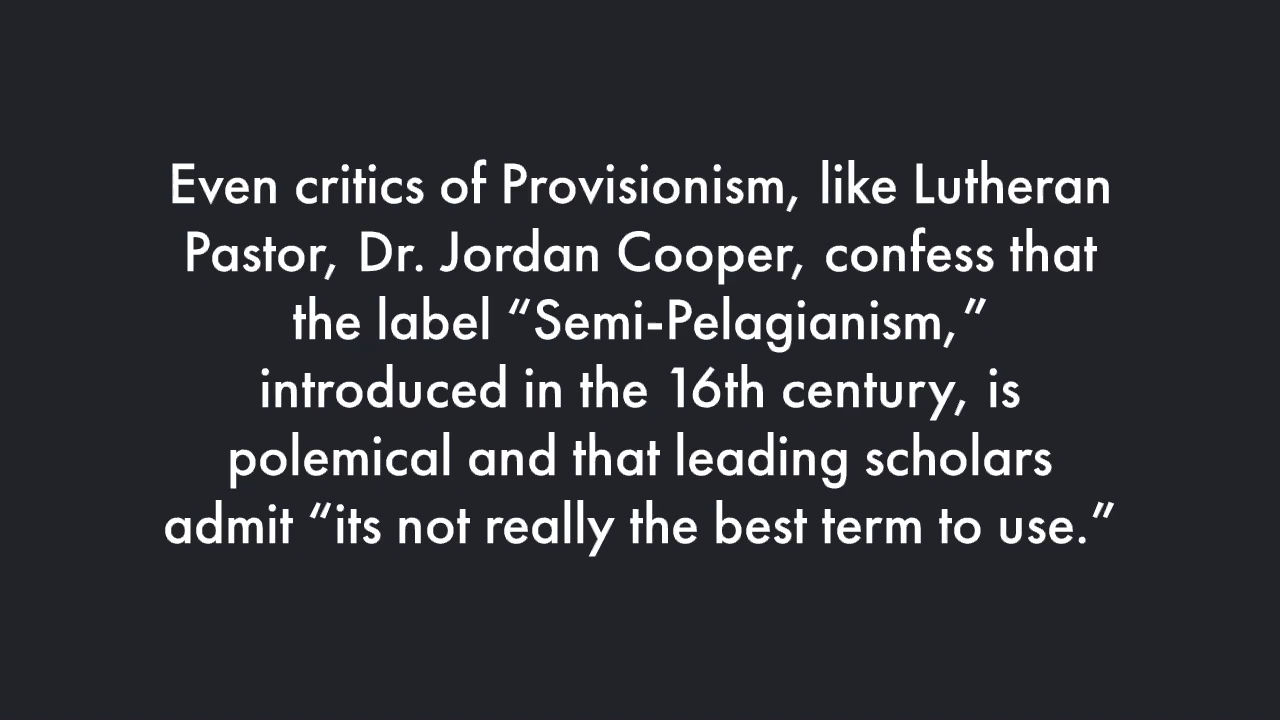 Even critics of Provisionism, like Lutheran
Pastor, Dr. Jordan Cooper, confess that
the label “Semi-Pelagianism,”
introduced in the 16th century, is
polemical and that leading scholars
admit “its not really the best term to use.”